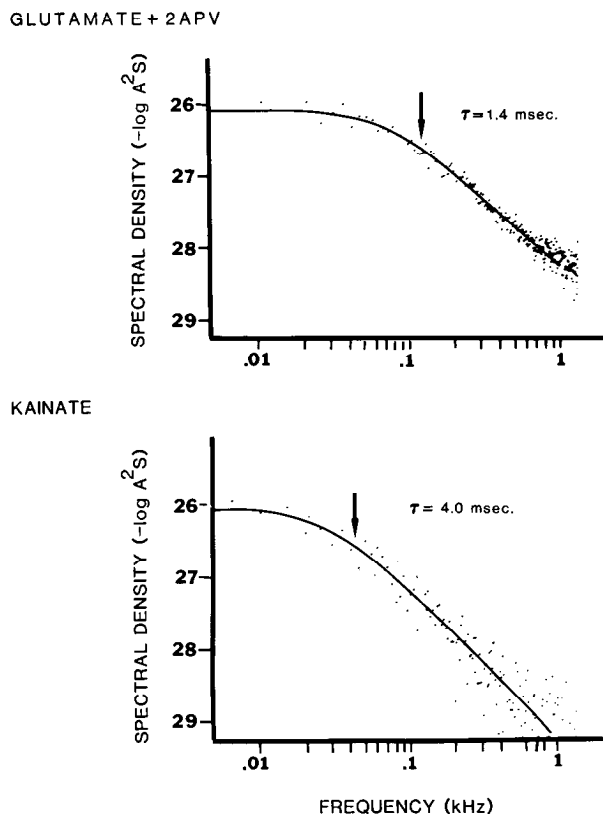 GLUTAMATE + 2APV
SPECTRAL DENSITY (-log A²S)
26
27
28
29
τ=1.4 msec.
.01 .1 1
KAINATE
SPECTRAL DENSITY (-log A²S)
26
27
28
29
τ= 4.0 msec.
.01 .1 1
FREQUENCY (kHz)